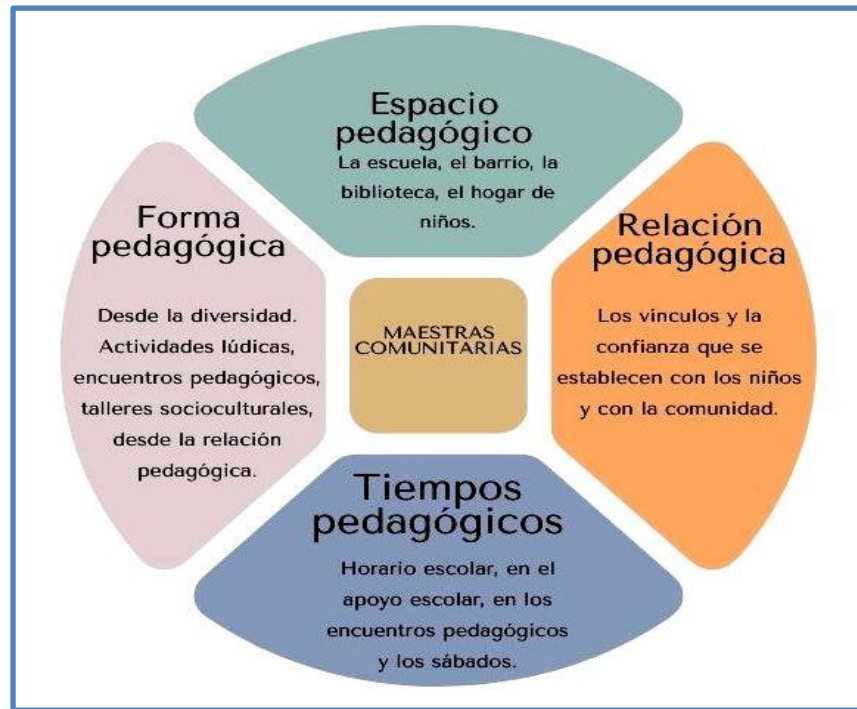 Espacio
pedagógico
La escuela, el barrio, la
biblioteca, el hogar de
niños.
Forma
pedagógica
Desde la diversidad.
Actividades lúdicas,
encuentros pedagógicos,
talleres socioculturales,
desde la relación
pedagógica.
MAESTRAS
COMUNITARIAS
Relación
pedagógica
Los vínculos y la
confianza que se
establecen con los niños
y con la comunidad.
Tiempos
pedagógicos
Horario escolar, en el
apoyo escolar, en los
encuentros pedagógicos
y los sábados.